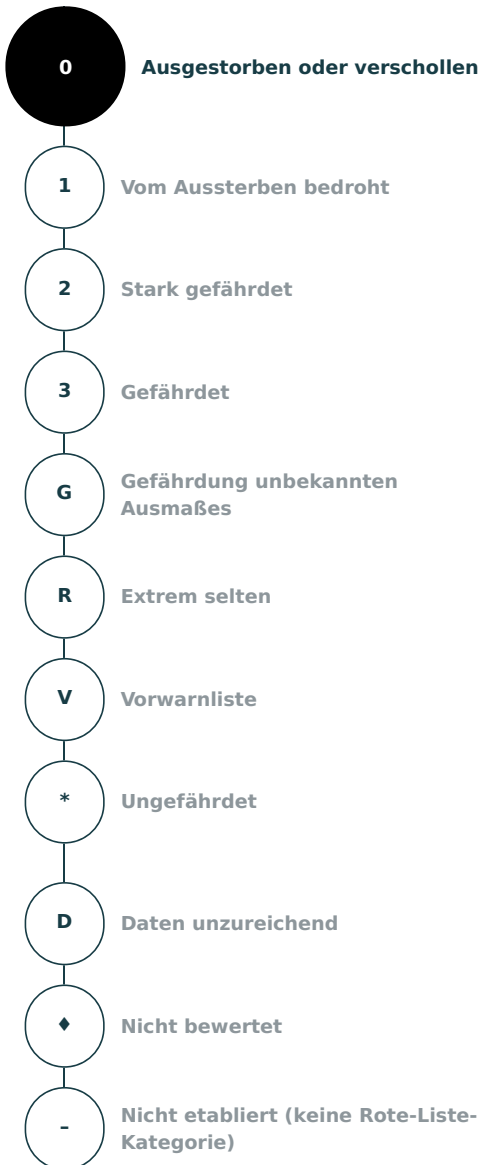 0 Ausgestorben oder verschollen
1 Vom Aussterben bedroht
2 Stark gefährdet
3 Gefährdet
G Gefährdung unbekannten
Ausmaßes
R Extrem selten
V Vorwarnliste
* Ungefährdet
D Daten unzureichend
♦ Nicht bewertet
– Nicht etabliert (keine Rote-Liste-
Kategorie)